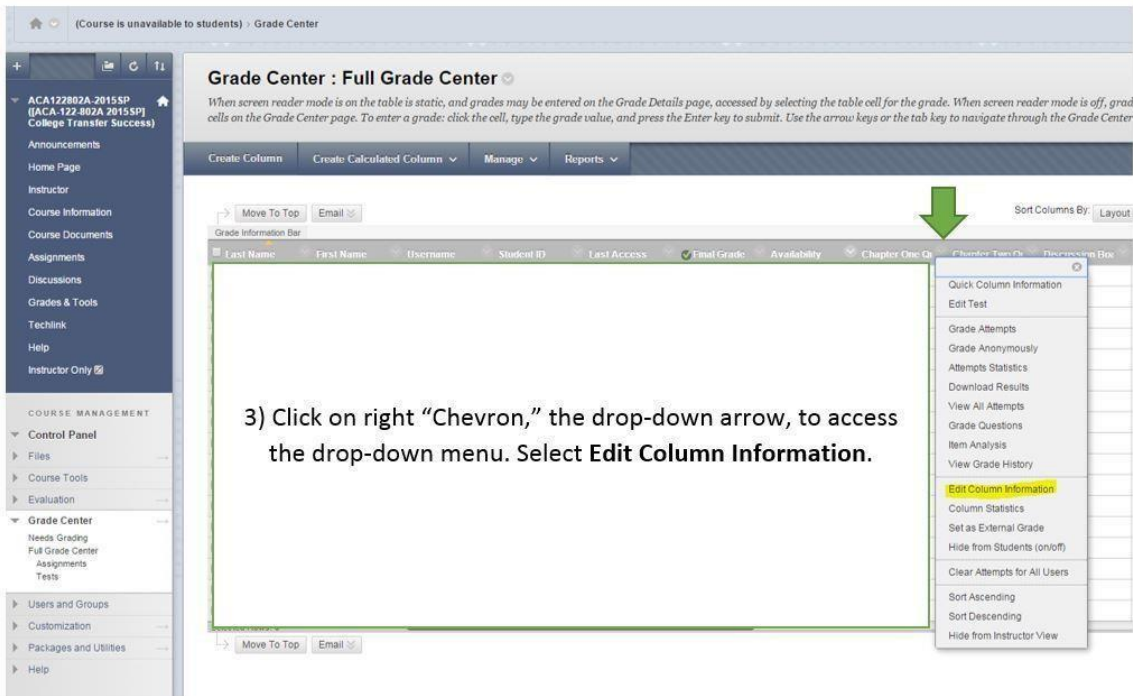 (Course is unavailable to students) › Grade Center
ACA122802A-2015SP
([ACA-122-802A 2015SP]
College Transfer Success)
Announcements
Home Page
Instructor
Course Information
Course Documents
Assignments
Discussions
Grades & Tools
Techlink
Help
Instructor Only
COURSE MANAGEMENT
Control Panel
Files
Course Tools
Evaluation
Grade Center
Needs Grading
Full Grade Center
Assignments
Tests
Users and Groups
Customization
Packages and Utilities
Help
Grade Center : Full Grade Center
When screen reader mode is on the table is static, and grades may be entered on the Grade Details page, accessed by selecting the table cell for the grade. When screen reader mode is off, grad
cells on the Grade Center page. To enter a grade: click the cell, type the grade value, and press the Enter key to submit. Use the arrow keys or the tab key to navigate through the Grade Center
Create Column Create Calculated Column Manage Reports
Move To Top Email Sort Columns By: Layout
Grade Information Bar
Last Name First Name Username Student ID Last Access Final Grade Availability Chapter One Qu Chapter Two Qu Discussion Boa
3) Click on right “Chevron,” the drop-down arrow, to access
the drop-down menu. Select Edit Column Information.
Quick Column Information
Edit Test
Grade Attempts
Grade Anonymously
Attempts Statistics
Download Results
View All Attempts
Grade Questions
Item Analysis
View Grade History
Edit Column Information
Column Statistics
Set as External Grade
Hide from Students (on/off)
Clear Attempts for All Users
Sort Ascending
Sort Descending
Hide from Instructor View
Move To Top Email